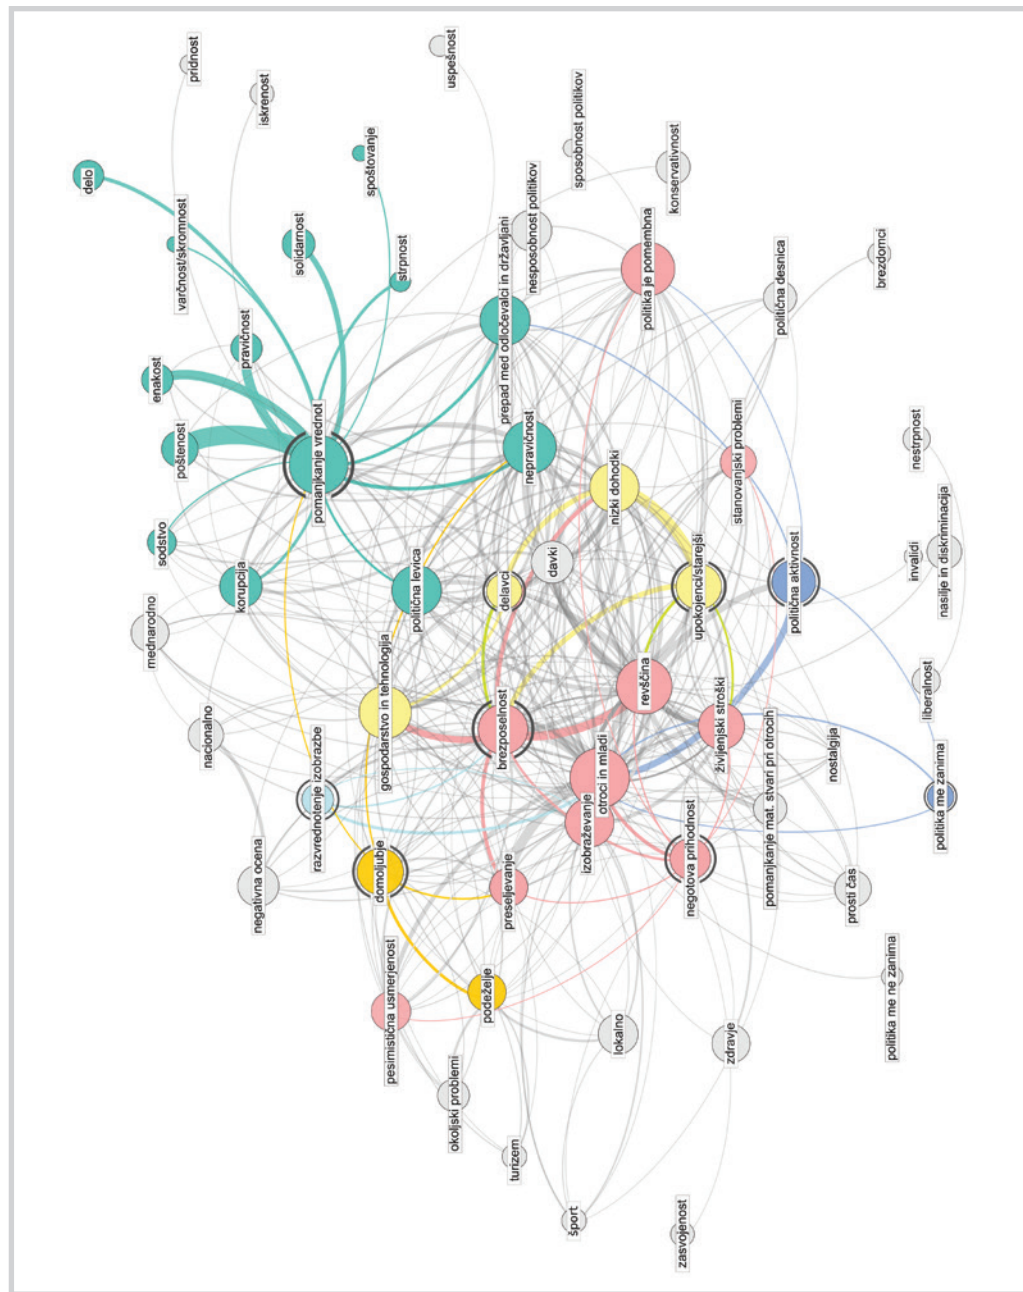 pridnost
iskrenost
uspešnost
delo
varčnost/skromnost
spoštovanje
sposobnost politikov
solidarnost
strpnost
nesposobnost politikov
konservativnost
enakost
pravičnost
prepad med odločevalci in državljani
politika je pomembna
politična desnica
brezdomci
poštenost
pomanjkanje vrednot
nepravičnost
nizki dohodki
stanovanjski problemi
nestrpnost
sodstvo
korupcija
politična levica
delavci
davki
upokojenci/starejši
politična aktivnost
invalidi
nasilje in diskriminacija
mednarodno
nacionalno
gospodarstvo in tehnologija
brezposelnost
revščina
življenjski stroški
liberalnost
razvrednotenje izobrazbe
otroci in mladi
nostalgija
politika me zanima
negativna ocena
domoljubje
preseljevanje
izobraževanje
negotova prihodnost
pomanjkanje mat. stvari pri otrocih
prosti čas
pesimistična usmerjenost
podeželje
lokalno
zdravje
politika me ne zanima
okoljski problemi
turizem
šport
zasvojenost